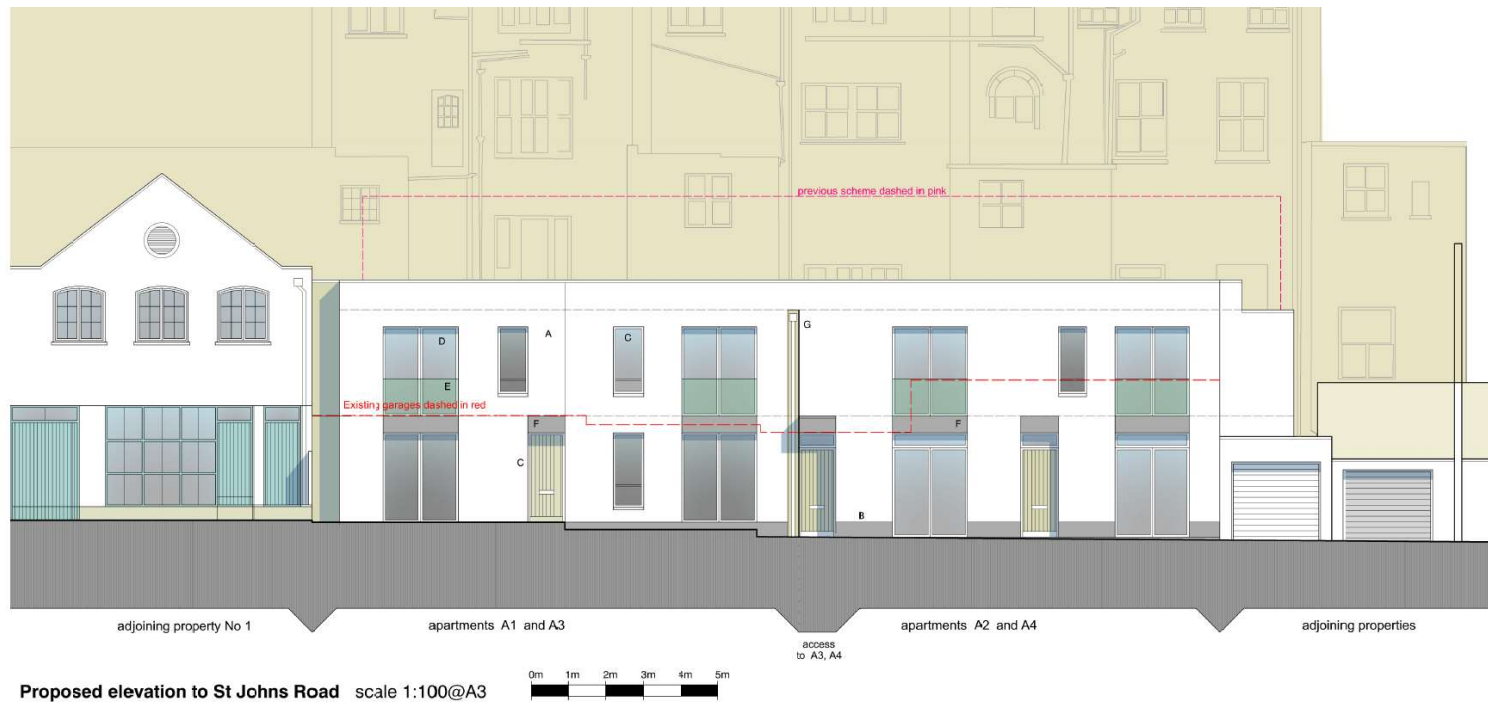 previous scheme dashed in pink
G
D
A
C
E
Existing garages dashed in red
F
F
C
B
adjoining property No 1
apartments A1 and A3
apartments A2 and A4
adjoining properties
access
to A3, A4
Proposed elevation to St Johns Road scale 1:100@A3
0m 1m 2m 3m 4m 5m